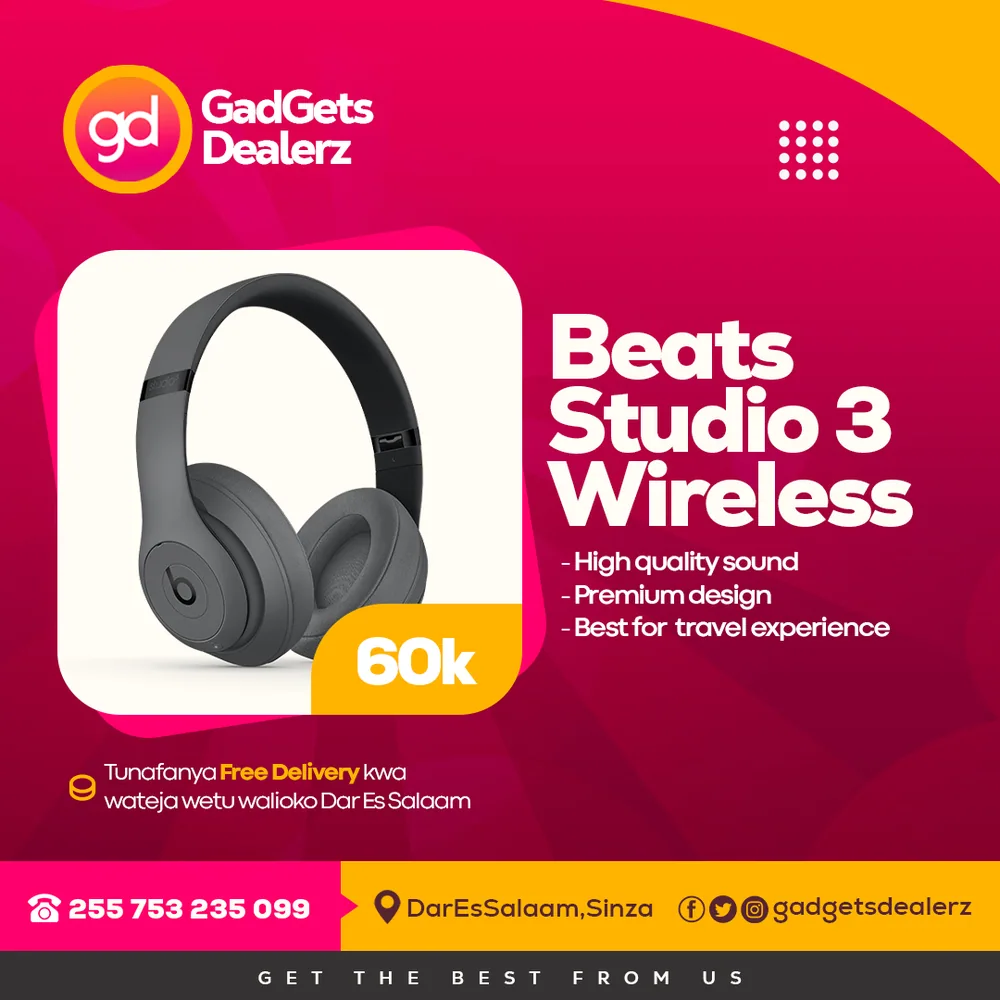 gd
GadGets
Dealerz
Beats
Studio 3
Wireless
- High quality sound
- Premium design
- Best for travel experience
b
60k
Tunafanya Free Delivery kwa
wateja wetu walioko Dar Es Salaam
255 753 235 099
DarEsSalaam,Sinza
gadgetsdealerz
GET THE BEST FROM US